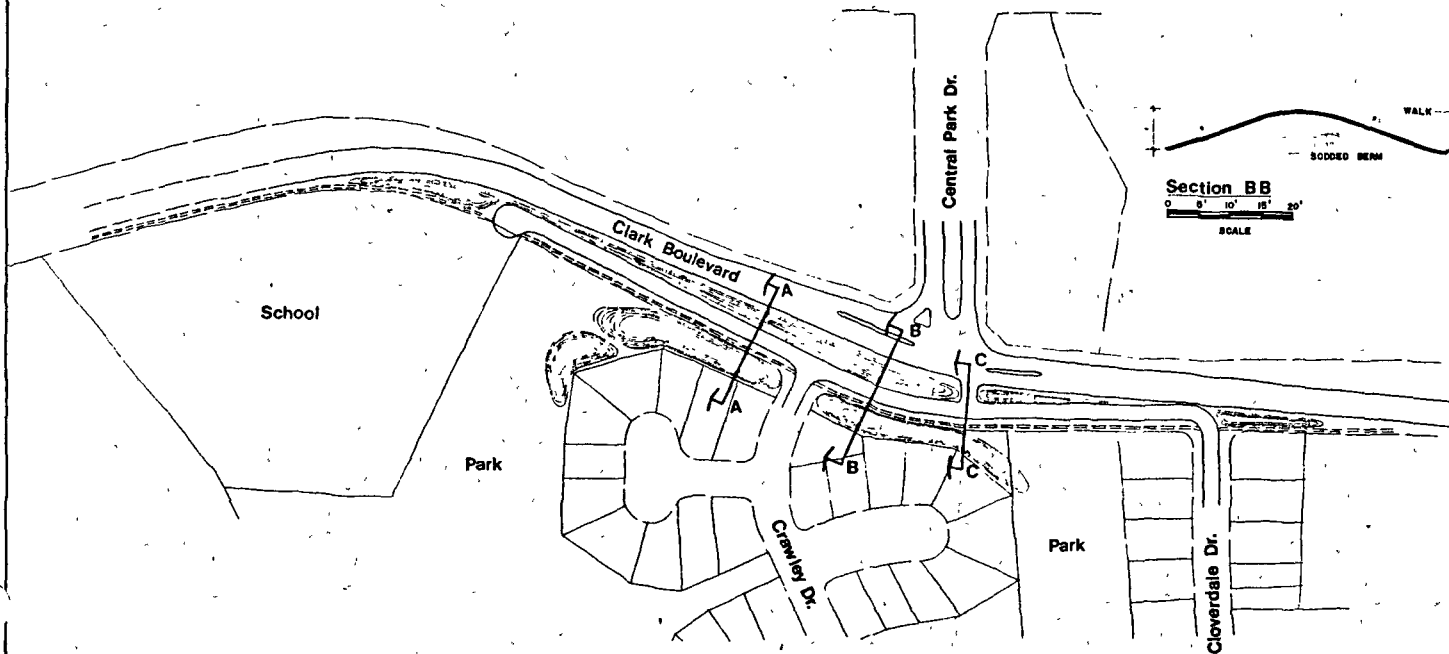 Central Park Dr.
WALK
SODDED BERM
Section BB
0 5' 10' 15' 20'
SCALE
Clark Boulevard
A
B
School
C
A
Park
B
C
Crawley Dr.
Park
Cloverdale Dr.